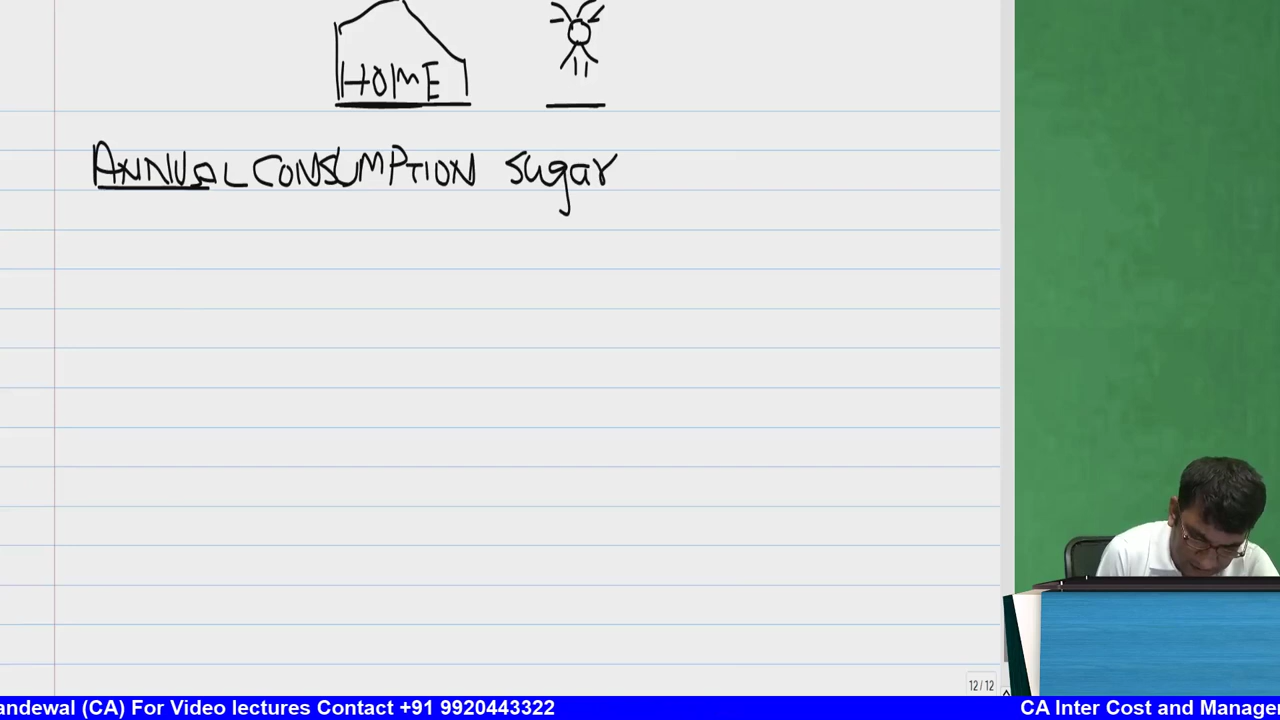 HOME
ANNUAL CONSUMPTION sugar
12/12
andewal (CA) For Video lectures Contact +91 9920443322
CA Inter Cost and Manager